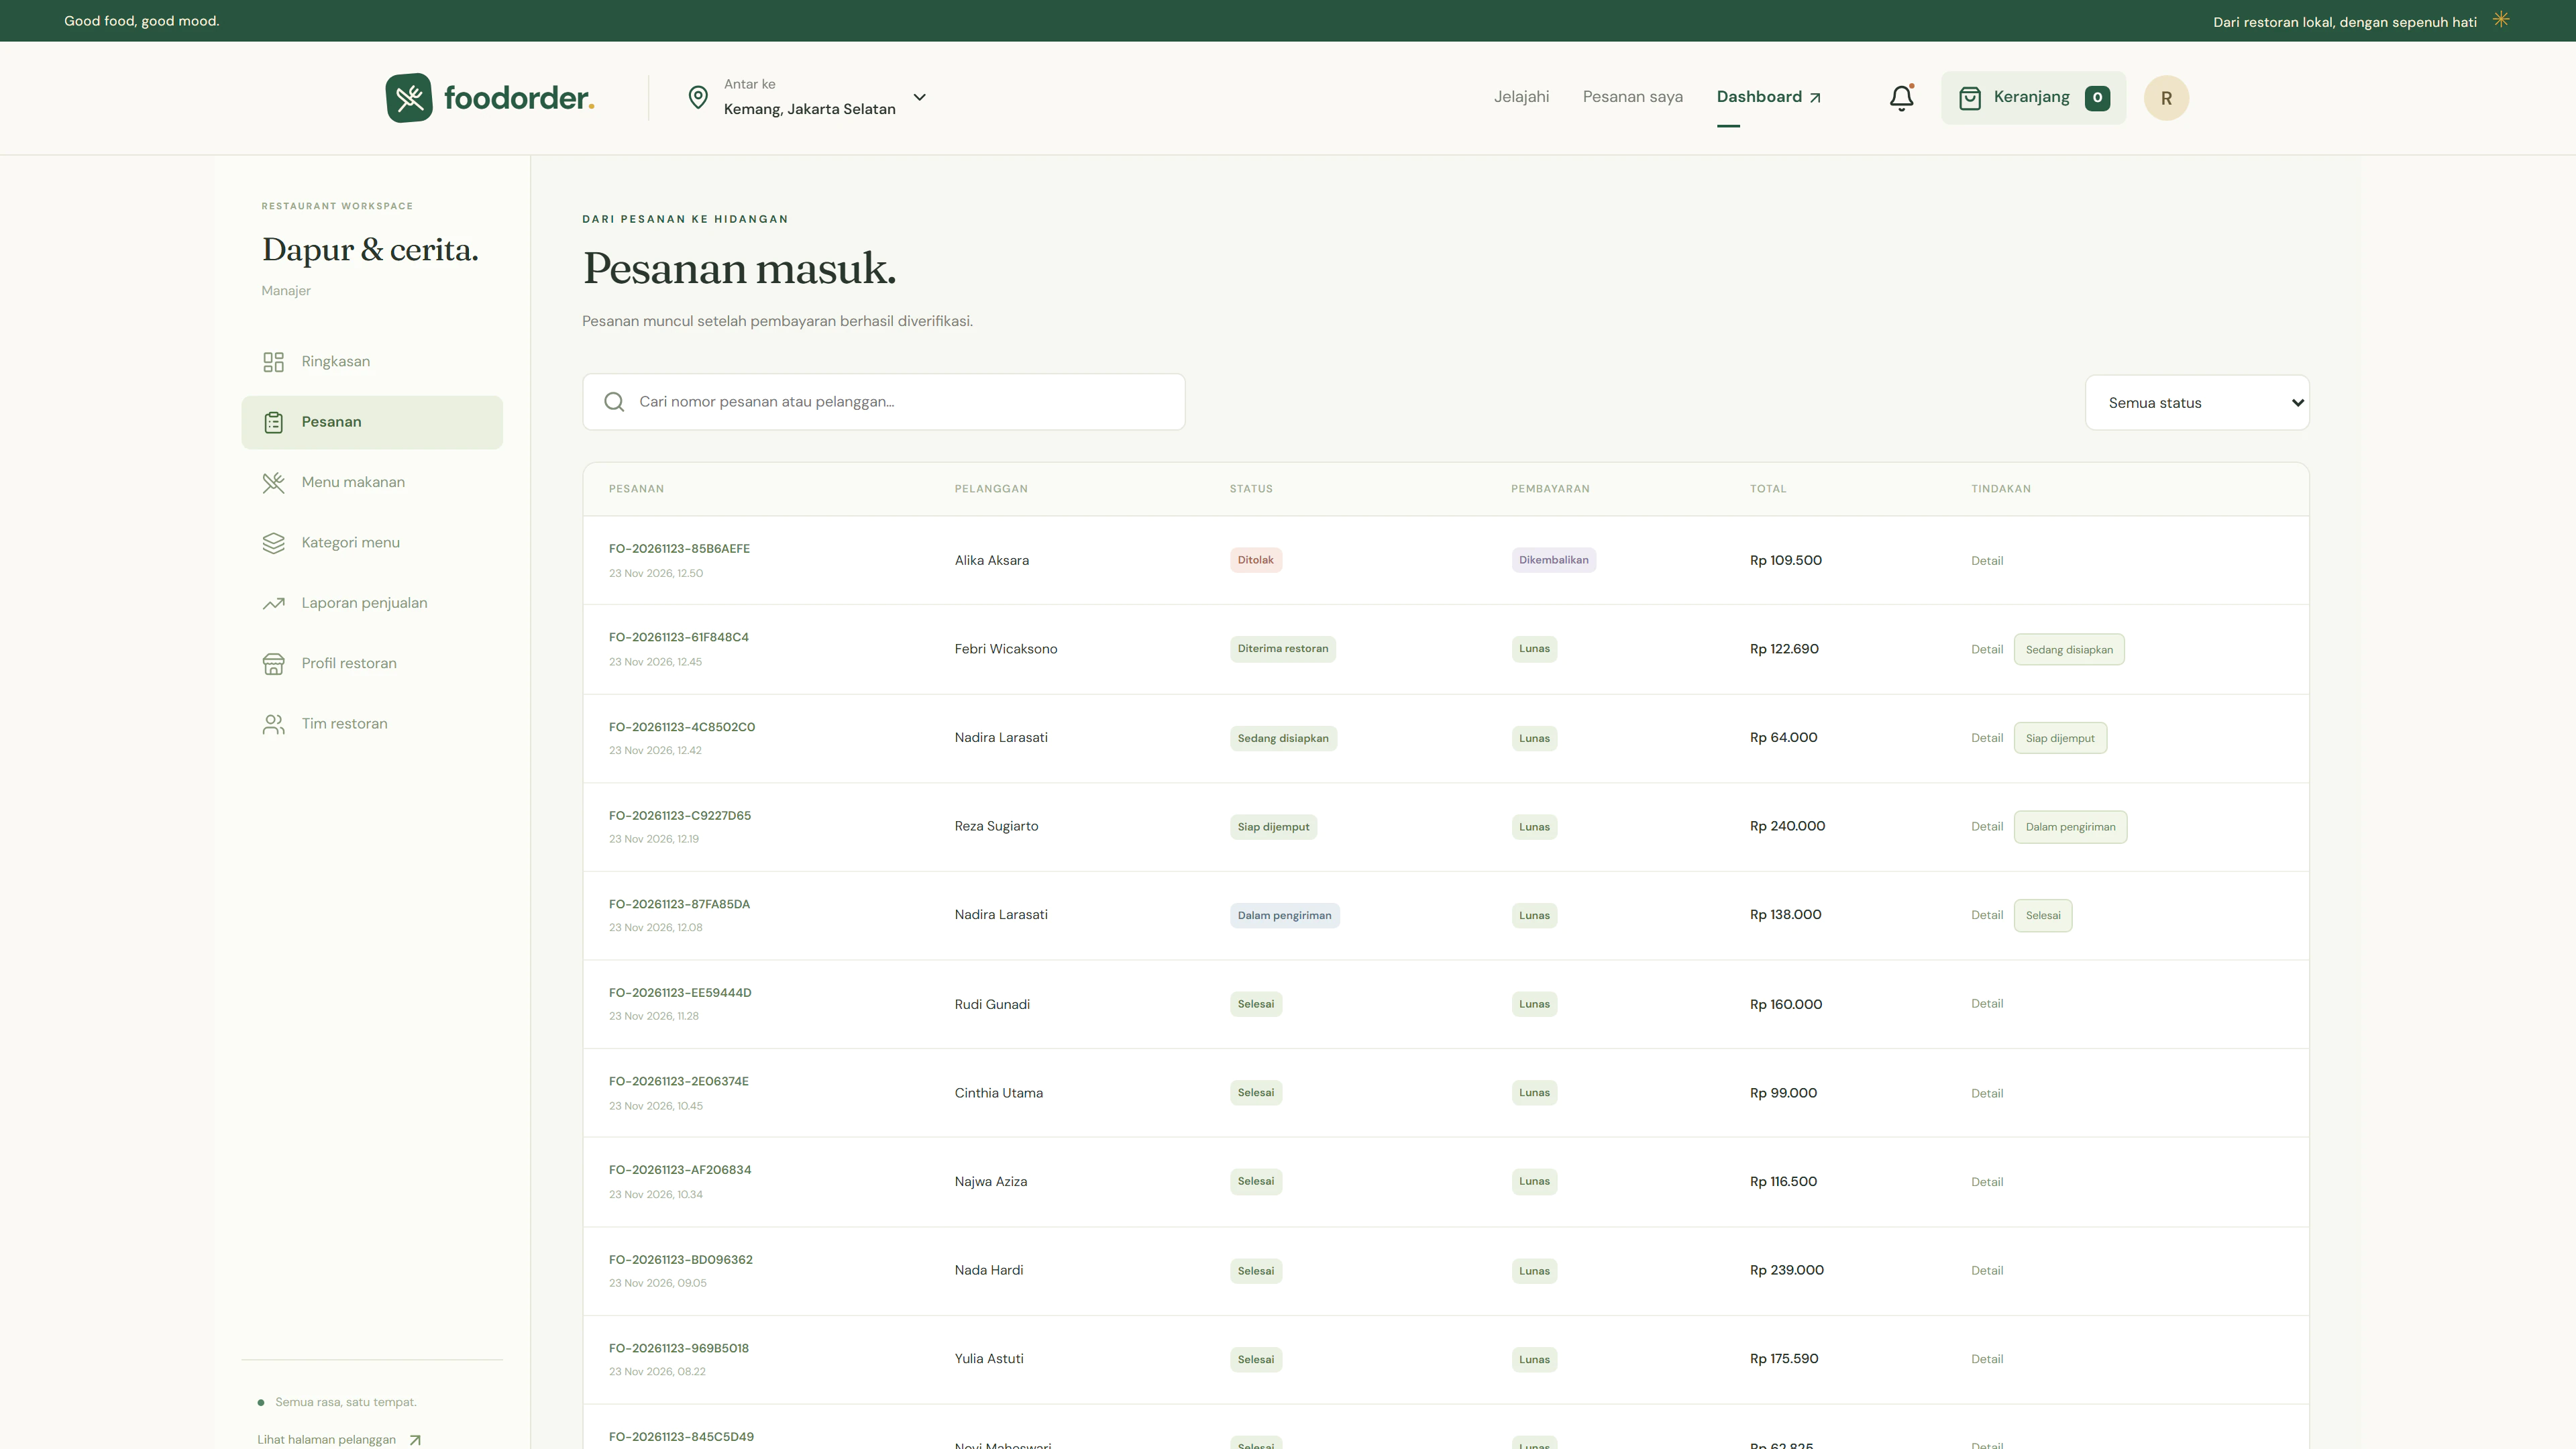 Good food, good mood.
Dari restoran lokal, dengan sepenuh hati
foodorder.
Antar ke
Kemang, Jakarta Selatan
Jelajahi
Pesanan saya
Dashboard
Keranjang 0
R
RESTAURANT WORKSPACE
Dapur & cerita.
Manajer
Ringkasan
Pesanan
Menu makanan
Kategori menu
Laporan penjualan
Profil restoran
Tim restoran
Semua rasa, satu tempat.
Lihat halaman pelanggan
DARI PESANAN KE HIDANGAN
Pesanan masuk.
Pesanan muncul setelah pembayaran berhasil diverifikasi.
Cari nomor pesanan atau pelanggan...
Semua status
PESANAN PELANGGAN STATUS PEMBAYARAN TOTAL TINDAKAN
FO-20261123-85B6AEFE
23 Nov 2026, 12.50
Alika Aksara Ditolak Dikembalikan Rp 109.500 Detail
FO-20261123-61F848C4
23 Nov 2026, 12.45
Febri Wicaksono Diterima restoran Lunas Rp 122.690 Detail Sedang disiapkan
FO-20261123-4C8502C0
23 Nov 2026, 12.42
Nadira Larasati Sedang disiapkan Lunas Rp 64.000 Detail Siap dijemput
FO-20261123-C9227D65
23 Nov 2026, 12.19
Reza Sugiarto Siap dijemput Lunas Rp 240.000 Detail Dalam pengiriman
FO-20261123-87FA85DA
23 Nov 2026, 12.08
Nadira Larasati Dalam pengiriman Lunas Rp 138.000 Detail Selesai
FO-20261123-EE59444D
23 Nov 2026, 11.28
Rudi Gunadi Selesai Lunas Rp 160.000 Detail
FO-20261123-2E06374E
23 Nov 2026, 10.45
Cinthia Utama Selesai Lunas Rp 99.000 Detail
FO-20261123-AF206834
23 Nov 2026, 10.34
Najwa Aziza Selesai Lunas Rp 116.500 Detail
FO-20261123-BD096362
23 Nov 2026, 09.05
Nada Hardi Selesai Lunas Rp 239.000 Detail
FO-20261123-969B5018
23 Nov 2026, 08.22
Yulia Astuti Selesai Lunas Rp 175.590 Detail
FO-20261123-845C5D49
Novi Maheswari Selesai Lunas Rp 62.825 Detail